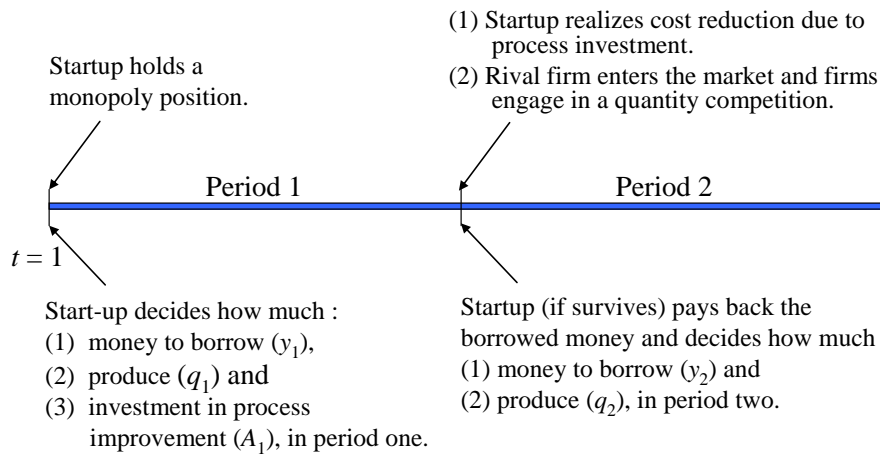 Startup holds a
monopoly position.
(1) Startup realizes cost reduction due to
process investment.
(2) Rival firm enters the market and firms
engage in a quantity competition.
Period 1
Period 2
t = 1
Start-up decides how much :
(1) money to borrow (y1),
(2) produce (q1) and
(3) investment in process
improvement (A1), in period one.
Startup (if survives) pays back the
borrowed money and decides how much
(1) money to borrow (y2) and
(2) produce (q2), in period two.